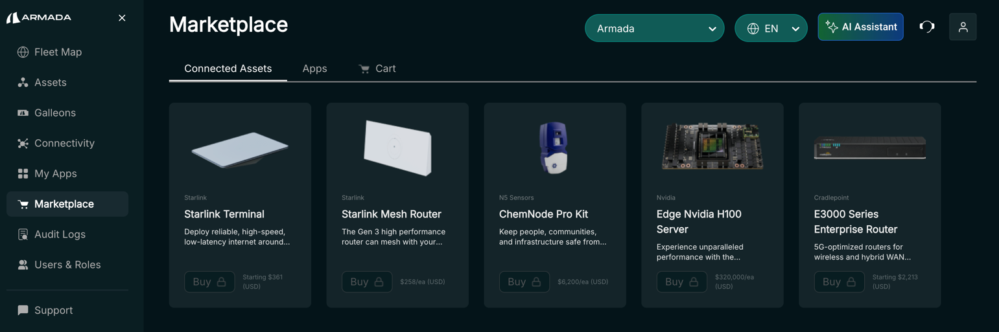 ARMADA
Fleet Map
Assets
Galleons
Connectivity
My Apps
Marketplace
Audit Logs
Users & Roles
Support
Marketplace
Armada
EN
AI Assistant
Connected Assets
Apps
Cart
Starlink
Starlink Terminal
Deploy reliable, high-speed,
low-latency internet around...
Buy
Starting $361
(USD)
Starlink
Starlink Mesh Router
The Gen 3 high performance
router can mesh with your...
Buy
$258/ea (USD)
N5 Sensors
ChemNode Pro Kit
Keep people, communities,
and infrastructure safe from...
Buy
$6,200/ea (USD)
Nvidia
Edge Nvidia H100
Server
Experience unparalleled
performance with the...
Buy
$320,000/ea
(USD)
Cradlepoint
E3000 Series
Enterprise Router
5G-optimized routers for
wireless and hybrid WAN...
Buy
Starting $2,213
(USD)